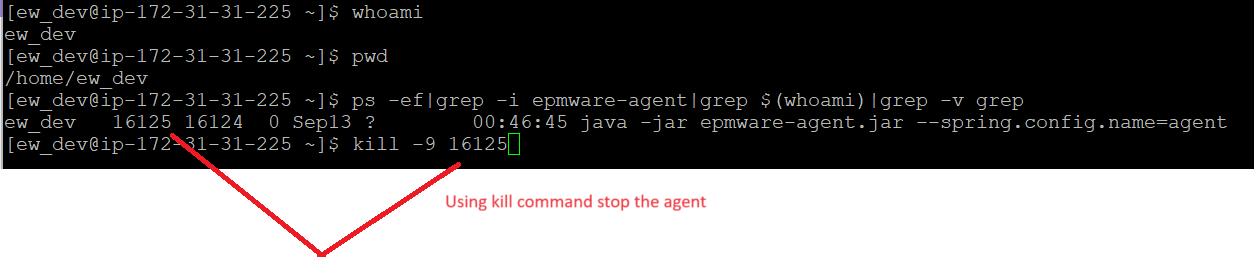 [ew_dev@ip-172-31-31-225 ~]$ whoami
ew_dev
[ew_dev@ip-172-31-31-225 ~]$ pwd
/home/ew_dev
[ew_dev@ip-172-31-31-225 ~]$ ps -ef|grep -i epmware-agent|grep $(whoami)|grep -v grep
ew_dev   16125 16124  0 Sep13 ?        00:46:45 java -jar epmware-agent.jar --spring.config.name=agent
[ew_dev@ip-172-31-31-225 ~]$ kill -9 16125
Using kill command stop the agent